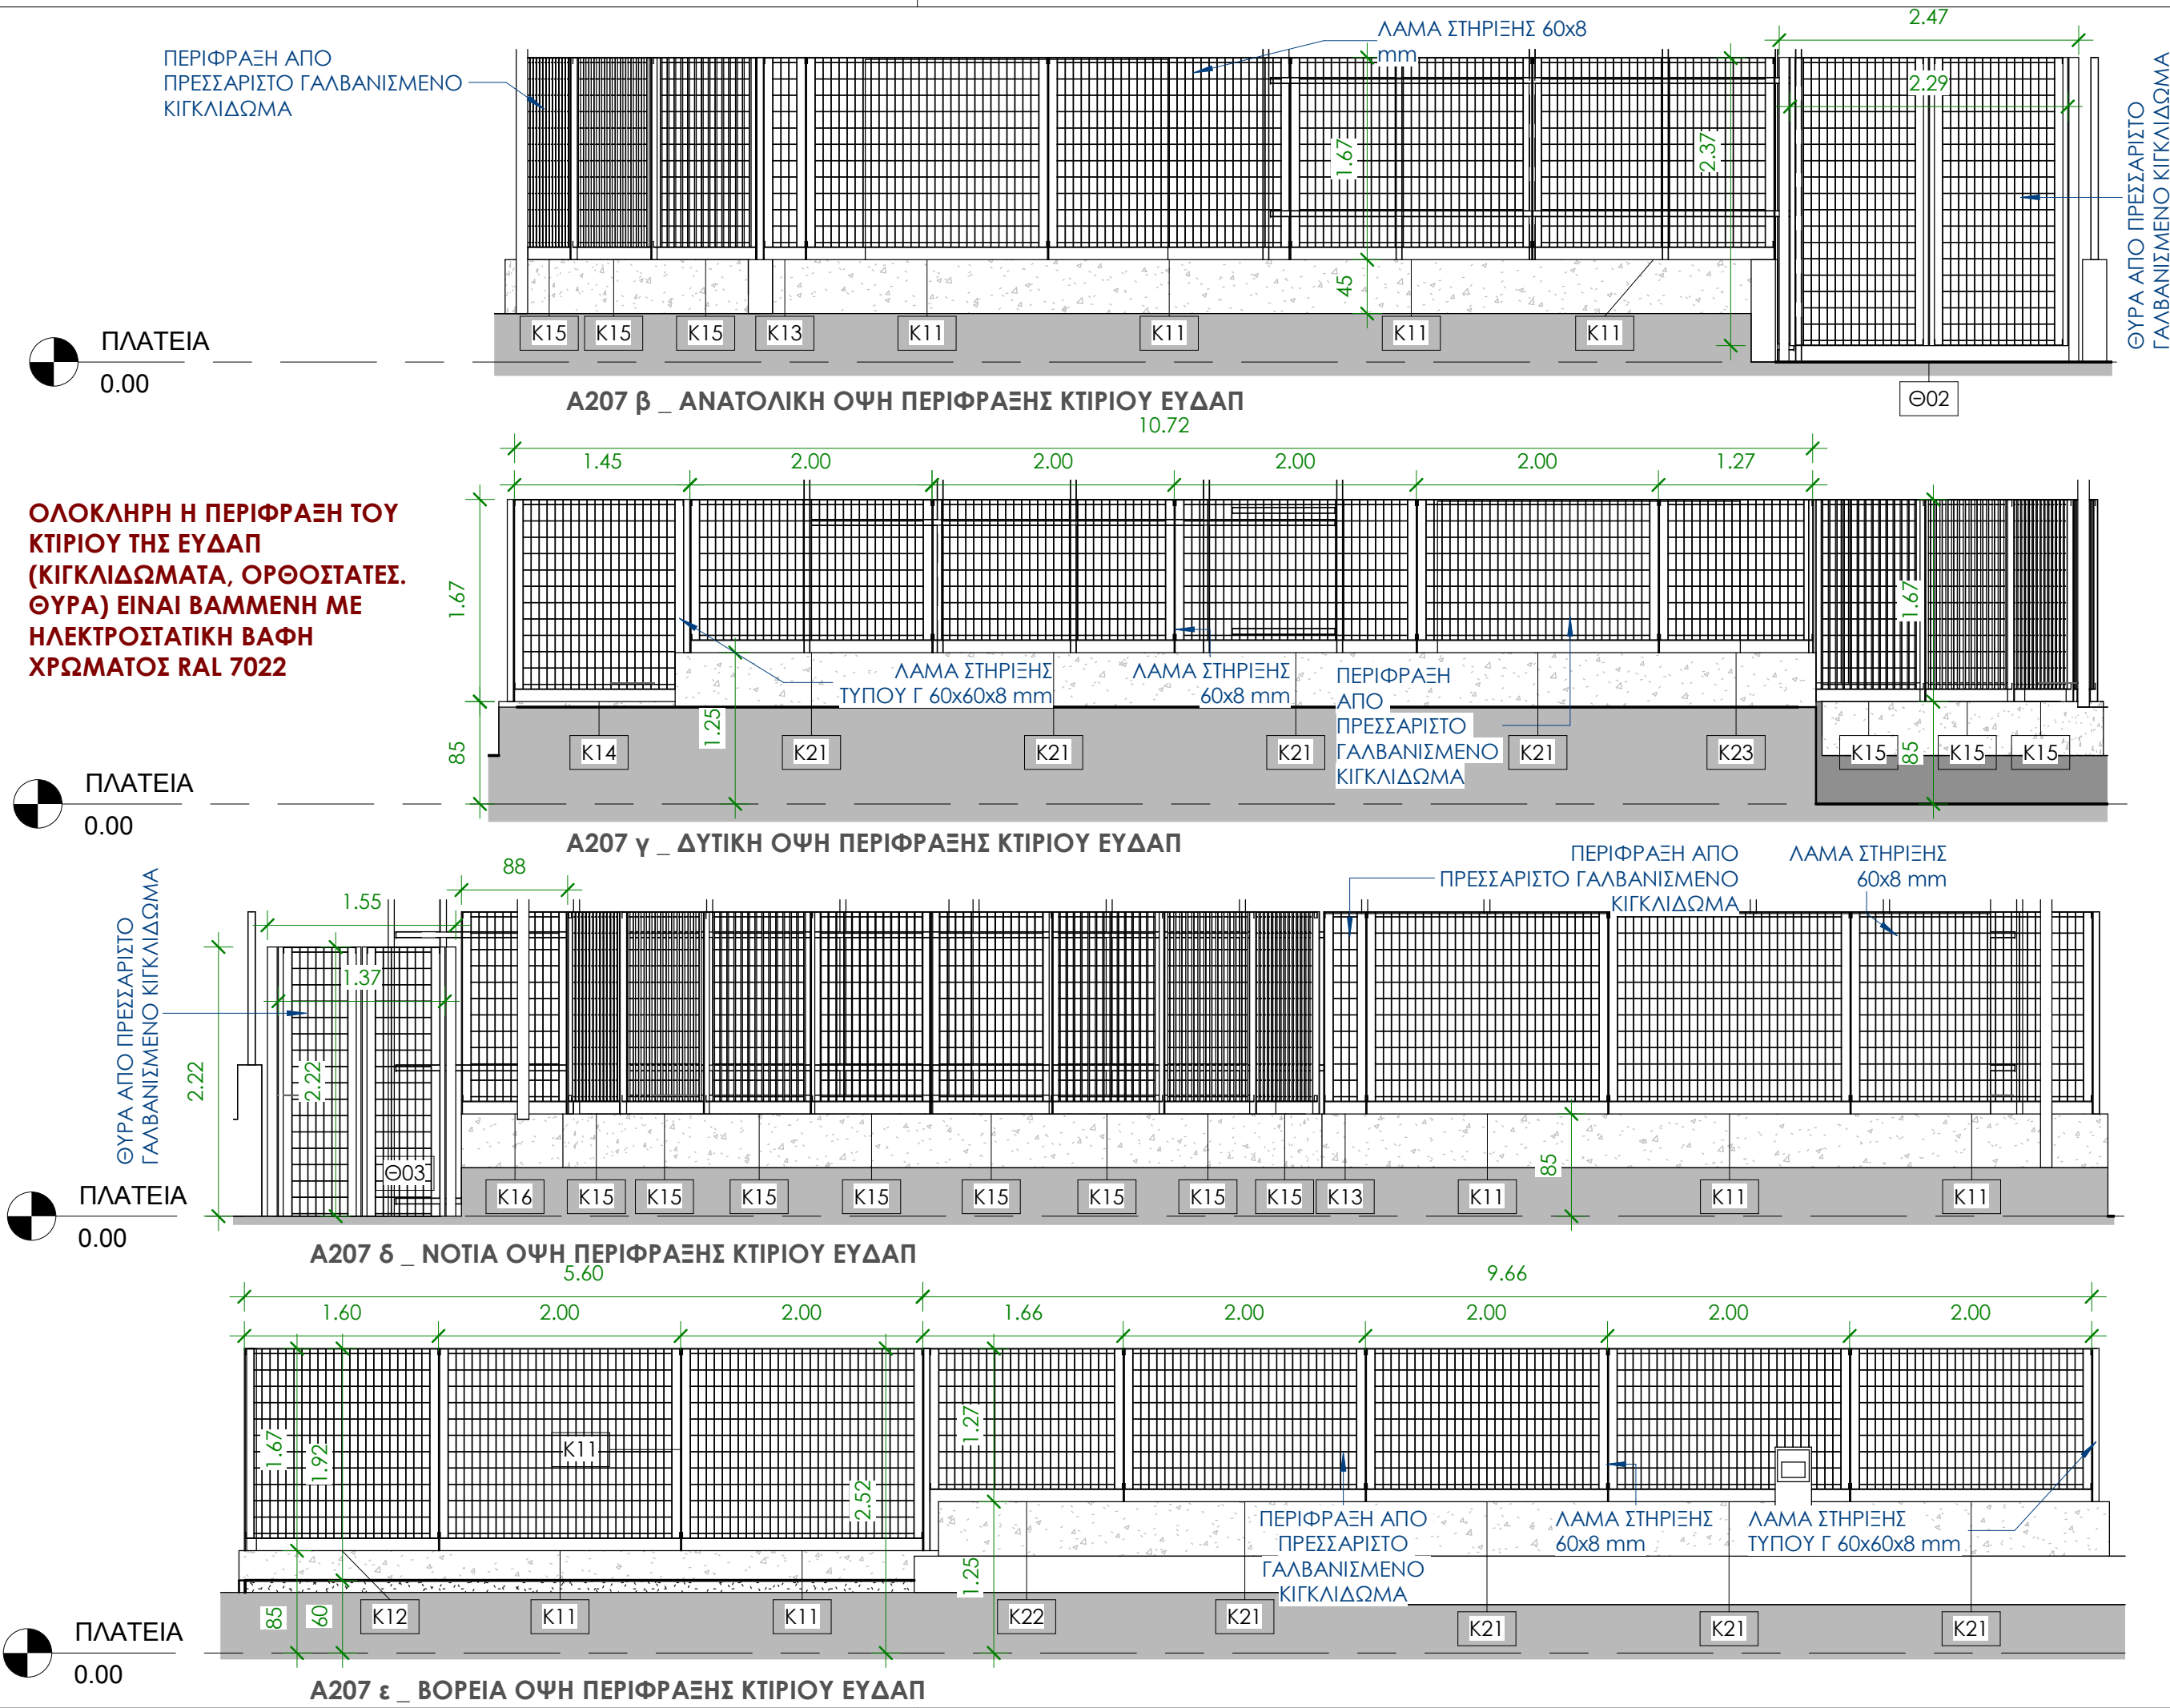 ΠΕΡΙΦΡΑΞΗ ΑΠΟ
ΠΡΕΣΣΑΡΙΣΤΟ ΓΑΛΒΑΝΙΣΜΕΝΟ
ΚΙΓΚΛΙΔΩΜΑ
ΛΑΜΑ ΣΤΗΡΙΞΗΣ 60x8
mm
2.47
2.29
1.67
2.37
45
ΘΥΡΑ ΑΠΟ ΠΡΕΣΣΑΡΙΣΤΟ
ΓΑΛΒΑΝΙΣΜΕΝΟ ΚΙΓΚΛΙΔΩΜΑ
K15
K15
K15
K13
K11
K11
K11
K11
Θ02
ΠΛΑΤΕΙΑ
0.00
Α207 β _ ΑΝΑΤΟΛΙΚΗ ΟΨΗ ΠΕΡΙΦΡΑΞΗΣ ΚΤΙΡΙΟΥ ΕΥΔΑΠ
10.72
1.45
2.00
2.00
2.00
2.00
1.27
ΟΛΟΚΛΗΡΗ Η ΠΕΡΙΦΡΑΞΗ ΤΟΥ
ΚΤΙΡΙΟΥ ΤΗΣ ΕΥΔΑΠ
(ΚΙΓΚΛΙΔΩΜΑΤΑ, ΟΡΘΟΣΤΑΤΕΣ.
ΘΥΡΑ) ΕΙΝΑΙ ΒΑΜΜΕΝΗ ΜΕ
ΗΛΕΚΤΡΟΣΤΑΤΙΚΗ ΒΑΦΗ
ΧΡΩΜΑΤΟΣ RAL 7022
1.67
85
1.25
1.67
85
ΛΑΜΑ ΣΤΗΡΙΞΗΣ
ΤΥΠΟΥ Γ 60x60x8 mm
ΛΑΜΑ ΣΤΗΡΙΞΗΣ
60x8 mm
ΠΕΡΙΦΡΑΞΗ
ΑΠΟ
ΠΡΕΣΣΑΡΙΣΤΟ
ΓΑΛΒΑΝΙΣΜΕΝΟ
ΚΙΓΚΛΙΔΩΜΑ
K14
K21
K21
K21
K21
K23
K15
K15
K15
ΠΛΑΤΕΙΑ
0.00
Α207 γ _ ΔΥΤΙΚΗ ΟΨΗ ΠΕΡΙΦΡΑΞΗΣ ΚΤΙΡΙΟΥ ΕΥΔΑΠ
ΘΥΡΑ ΑΠΟ ΠΡΕΣΣΑΡΙΣΤΟ
ΓΑΛΒΑΝΙΣΜΕΝΟ ΚΙΓΚΛΙΔΩΜΑ
88
1.55
1.37
2.22
2.22
85
ΠΕΡΙΦΡΑΞΗ ΑΠΟ
ΠΡΕΣΣΑΡΙΣΤΟ ΓΑΛΒΑΝΙΣΜΕΝΟ
ΚΙΓΚΛΙΔΩΜΑ
ΛΑΜΑ ΣΤΗΡΙΞΗΣ
60x8 mm
Θ03
K16
K15
K15
K15
K15
K15
K15
K15
K15
K13
K11
K11
K11
ΠΛΑΤΕΙΑ
0.00
Α207 δ _ ΝΟΤΙΑ ΟΨΗ ΠΕΡΙΦΡΑΞΗΣ ΚΤΙΡΙΟΥ ΕΥΔΑΠ
5.60
9.66
1.60
2.00
2.00
1.66
2.00
2.00
2.00
2.00
1.67
1.92
K11
2.52
1.27
1.25
85
60
ΠΕΡΙΦΡΑΞΗ ΑΠΟ
ΠΡΕΣΣΑΡΙΣΤΟ
ΓΑΛΒΑΝΙΣΜΕΝΟ
ΚΙΓΚΛΙΔΩΜΑ
ΛΑΜΑ ΣΤΗΡΙΞΗΣ
60x8 mm
ΛΑΜΑ ΣΤΗΡΙΞΗΣ
ΤΥΠΟΥ Γ 60x60x8 mm
K12
K11
K11
K22
K21
K21
K21
K21
ΠΛΑΤΕΙΑ
0.00
Α207 ε _ ΒΟΡΕΙΑ ΟΨΗ ΠΕΡΙΦΡΑΞΗΣ ΚΤΙΡΙΟΥ ΕΥΔΑΠ